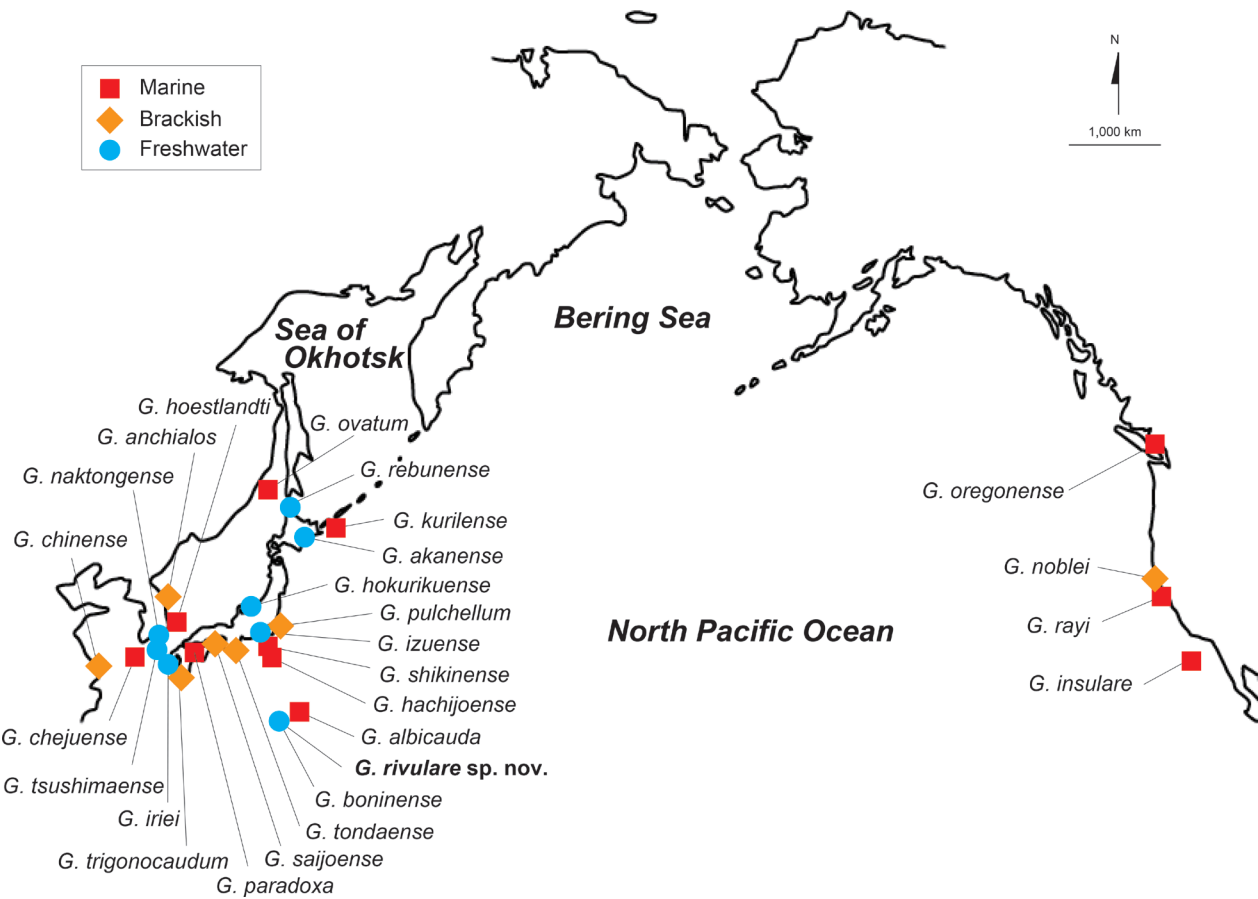 Marine
Brackish
Freshwater
N
1,000 km
Bering Sea
Sea of
Okhotsk
North Pacific Ocean
G. hoestlandti
G. anchialos
G. naktongense
G. chinense
G. ovatum
G. rebunense
G. kurilense
G. akanense
G. hokurikuense
G. pulchellum
G. izuense
G. shikinense
G. hachijoense
G. albicauda
G. rivulare sp. nov.
G. boninense
G. tondaense
G. saijoense
G. paradoxa
G. trigonocaudum
G. iriei
G. tsushimaense
G. chejuense
G. oregonense
G. noblei
G. rayi
G. insulare